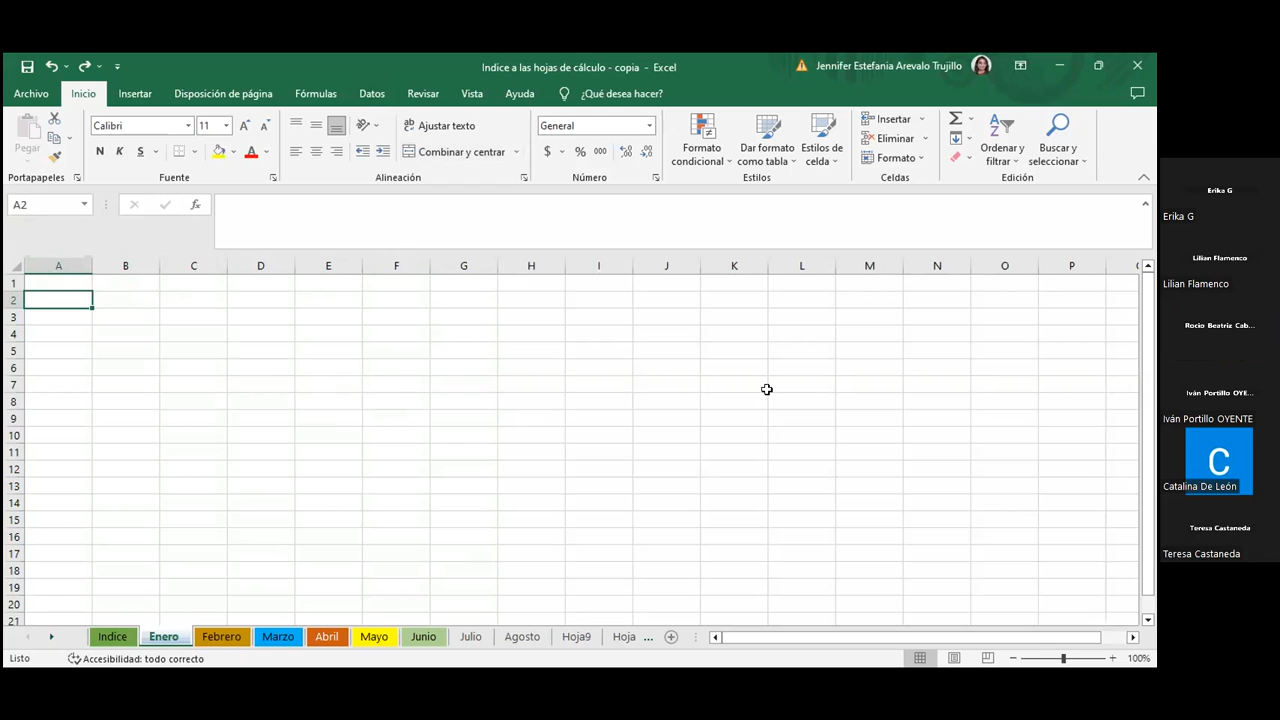 Indice a las hojas de cálculo - copia - Excel
Jennifer Estefania Arevalo Trujillo
Archivo Inicio Insertar Disposición de página Fórmulas Datos Revisar Vista Ayuda ¿Qué desea hacer?
Pegar
Calibri 11
N K S
Ajustar texto
Combinar y centrar
General
$ % 000
Formato condicional
Dar formato como tabla
Estilos de celda
Insertar
Eliminar
Formato
Ordenar y filtrar
Buscar y seleccionar
Portapapeles Fuente Alineación Número Estilos Celdas Edición
A2 fx
A B C D E F G H I J K L M N O P
1
2
3
4
5
6
7
8
9
10
11
12
13
14
15
16
17
18
19
20
21
Indice Enero Febrero Marzo Abril Mayo Junio Julio Agosto Hoja9 Hoja ...
Listo Accesibilidad: todo correcto 100%
Erika G
Erika G
Lilian Flamenco
Lilian Flamenco
Rocio Beatriz Cab...
Iván Portillo OYE...
Iván Portillo OYENTE
C
Catalina De León
Teresa Castaneda
Teresa Castaneda